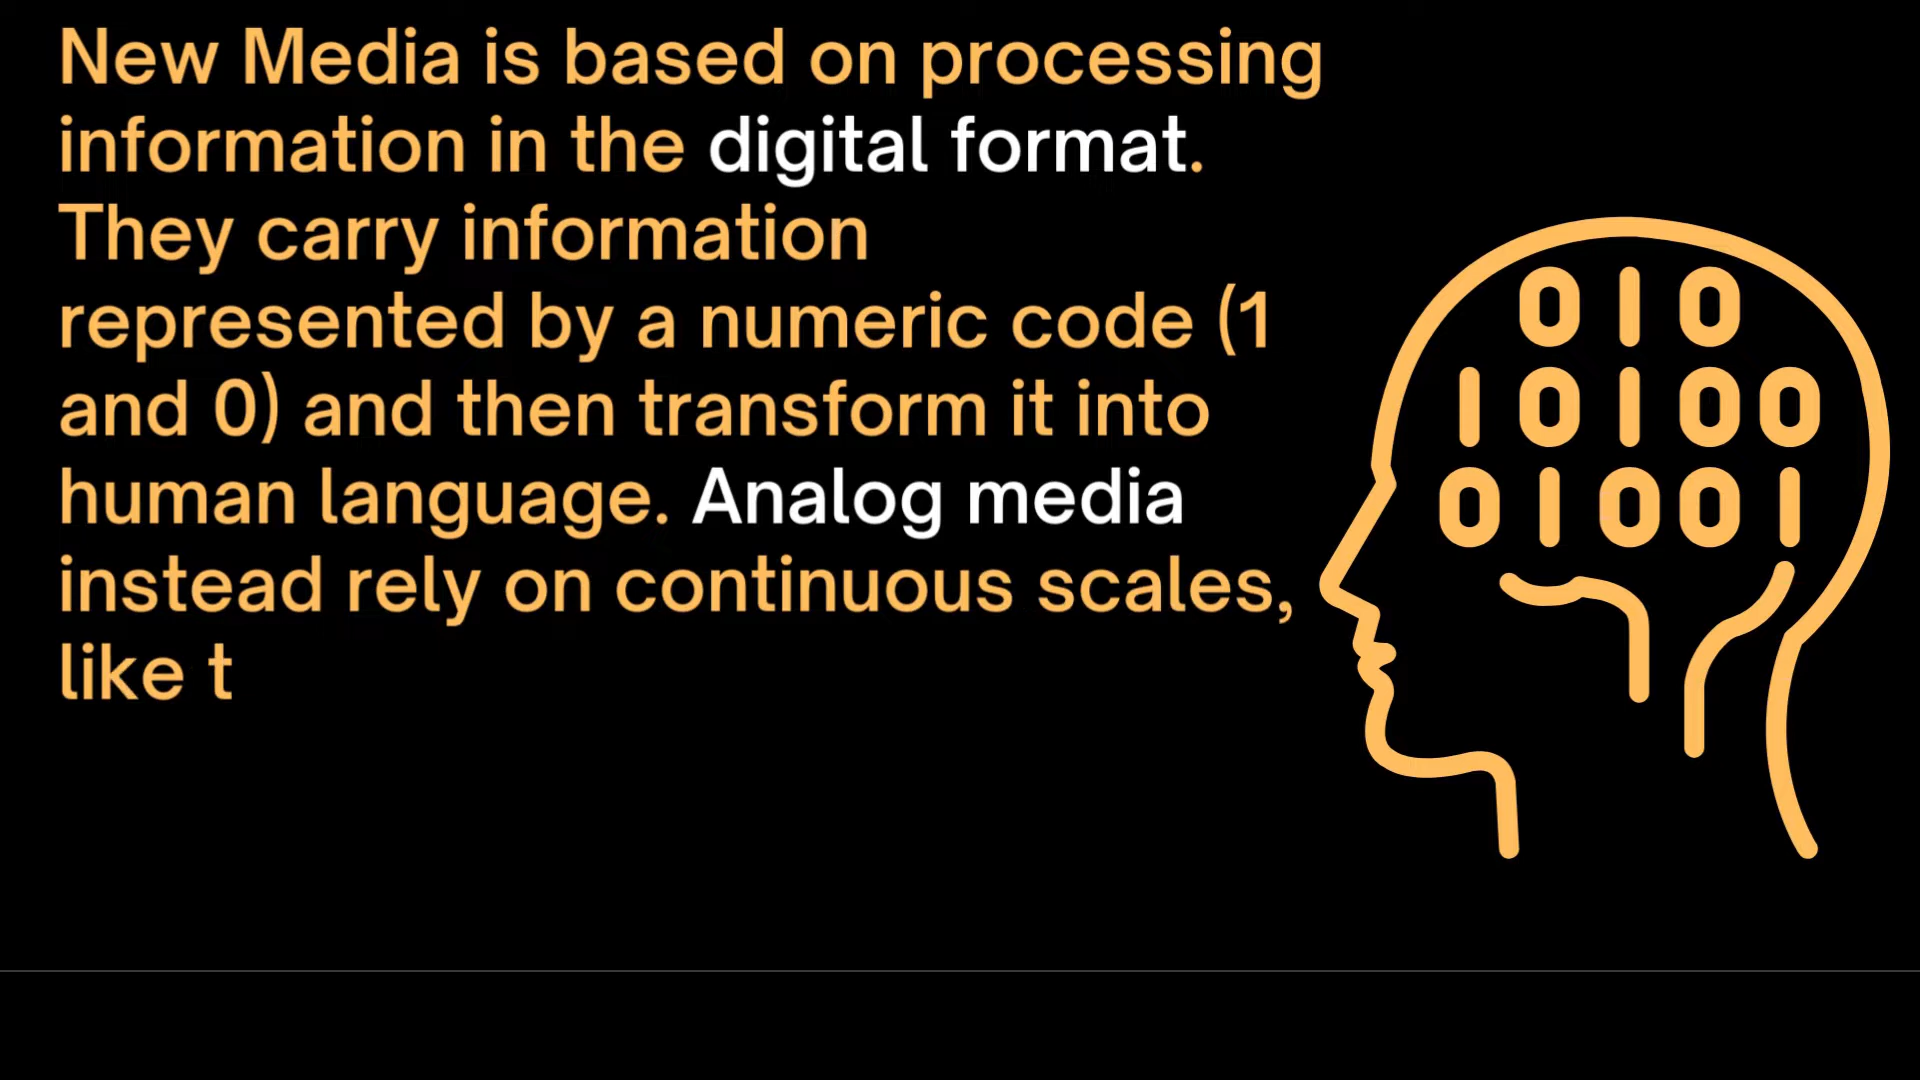 New Media is based on processing
information in the digital format.
They carry information
represented by a numeric code (1
and 0) and then transform it into
human language. Analog media
instead rely on continuous scales,
like t
010
10100
01001